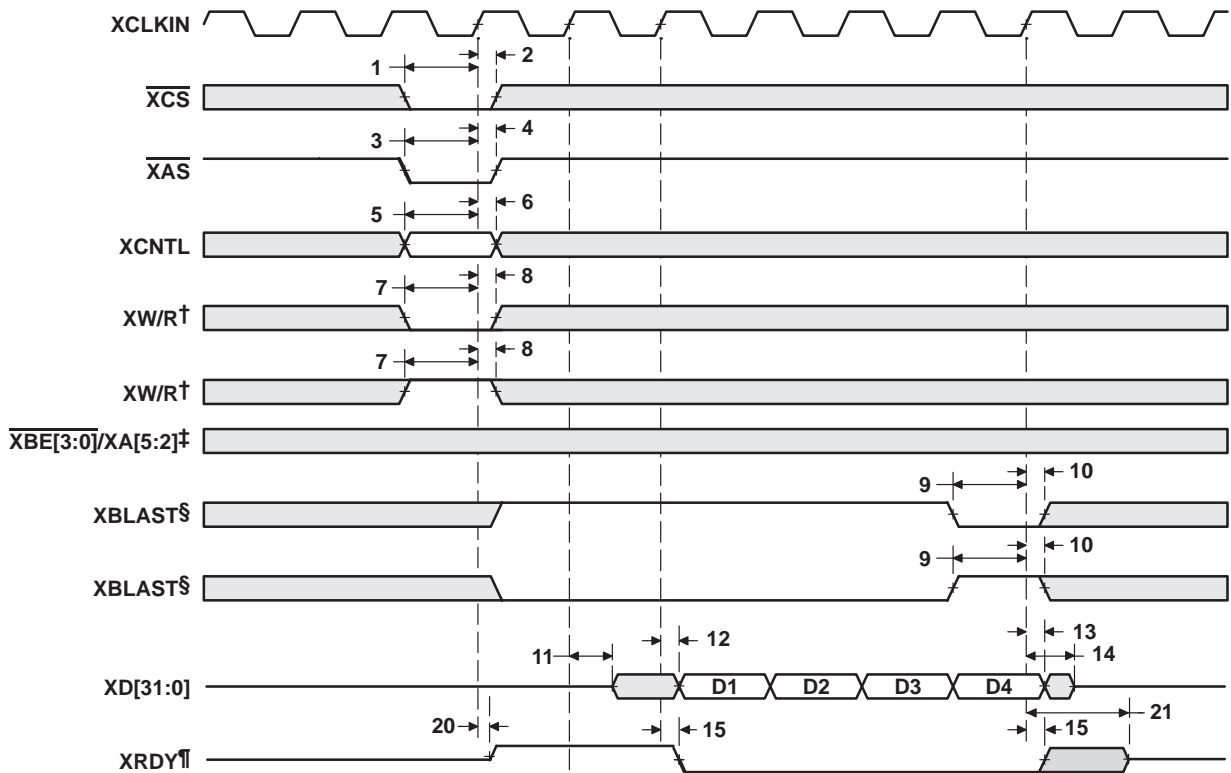 XCLKIN
2
1
XCS
4
3
XAS
6
5
XCNTL
8
7
XW/R†
8
7
XW/R†
XBE[3:0]/XA[5:2]‡
10
9
XBLAST§
10
9
XBLAST§
13
12
14
11
XD[31:0]
D1 D2 D3 D4
21
20
15
15
XRDY¶